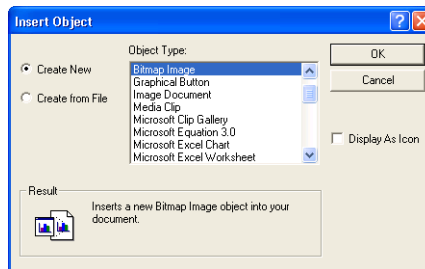 Insert Object
Object Type:
Create New
Create from File
Bitmap Image
Graphical Button
Image Document
Media Clip
Microsoft Clip Gallery
Microsoft Equation 3.0
Microsoft Excel Chart
Microsoft Excel Worksheet
OK
Cancel
Display As Icon
Result
Inserts a new Bitmap Image object into your
document.